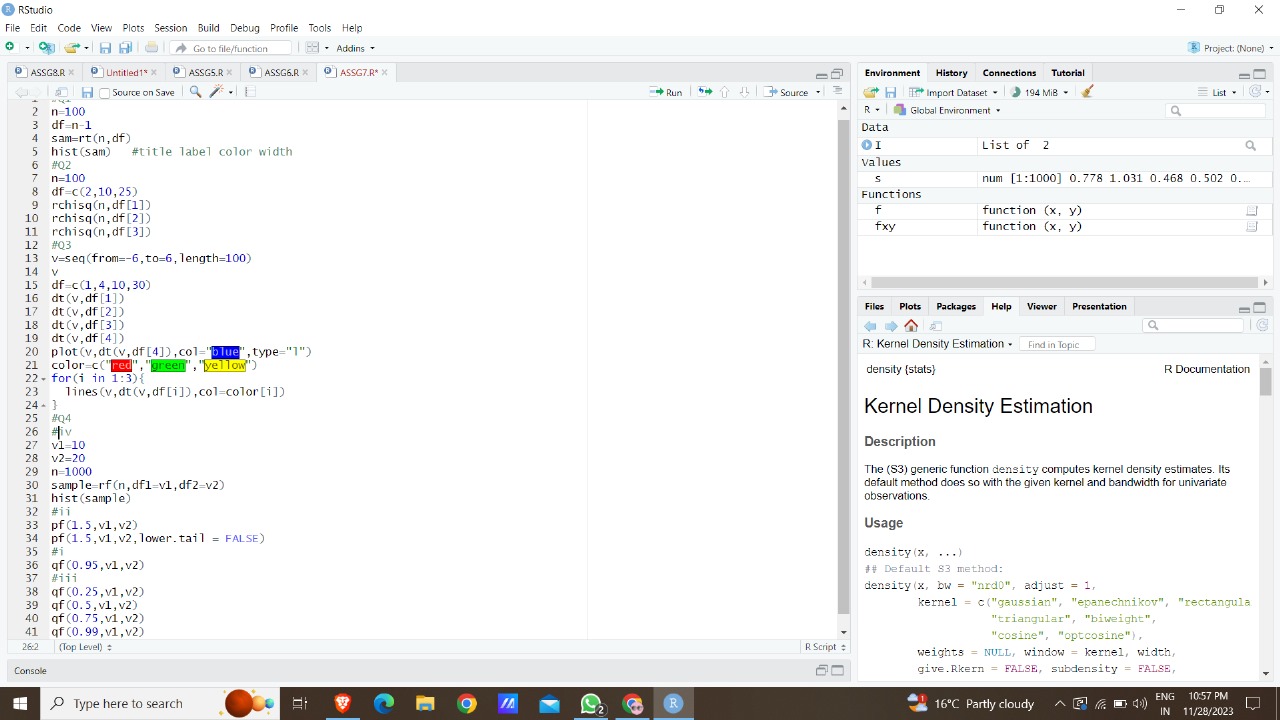 RStudio
File Edit Code View Plots Session Build Debug Profile Tools Help
Go to file/function Addins Project: (None)
ASSG8.R Untitled1* ASSG5.R ASSG6.R ASSG7.R*
Source on Save Run Source
1 #Q1
2 n=100
3 df=n-1
4 sam=rt(n,df)
5 hist(sam) #title label color width
6 #Q2
7 n=100
8 df=c(2,10,25)
9 rchisq(n,df[1])
10 rchisq(n,df[2])
11 rchisq(n,df[3])
12 #Q3
13 v=seq(from=-6,to=6,length=100)
14 v
15 df=c(1,4,10,30)
16 dt(v,df[1])
17 dt(v,df[2])
18 dt(v,df[3])
19 dt(v,df[4])
20 plot(v,dt(v,df[4]),col="blue",type="l")
21 color=c("red","green","yellow")
22 for(i in 1:3){
23 lines(v,dt(v,df[i]),col=color[i])
24 }
25 #Q4
26 #iv
27 v1=10
28 v2=20
29 n=1000
30 sample=rf(n,df1=v1,df2=v2)
31 hist(sample)
32 #ii
33 pf(1.5,v1,v2)
34 pf(1.5,v1,v2,lower.tail = FALSE)
35 #i
36 qf(0.95,v1,v2)
37 #iii
38 qf(0.25,v1,v2)
39 qf(0.5,v1,v2)
40 qf(0.75,v1,v2)
41 qf(0.99,v1,v2)
26:2 (Top Level) R Script
Console
Environment History Connections Tutorial
Import Dataset 194 MiB List
R Global Environment
Data
I List of 2
Values
s num [1:1000] 0.778 1.031 0.468 0.502 0...
Functions
f function (x, y)
fxy function (x, y)
Files Plots Packages Help Viewer Presentation
R: Kernel Density Estimation Find in Topic
density {stats} R Documentation
Kernel Density Estimation
Description
The (S3) generic function density computes kernel density estimates. Its
default method does so with the given kernel and bandwidth for univariate
observations.
Usage
density(x, ...)
## Default S3 method:
density(x, bw = "nrd0", adjust = 1,
kernel = c("gaussian", "epanechnikov", "rectangula
"triangular", "biweight",
"cosine", "optcosine"),
weights = NULL, window = kernel, width,
give.Rkern = FALSE, subdensity = FALSE,
Type here to search 2 R 1 16°C Partly cloudy ENG 10:57 PM
IN 11/28/2023